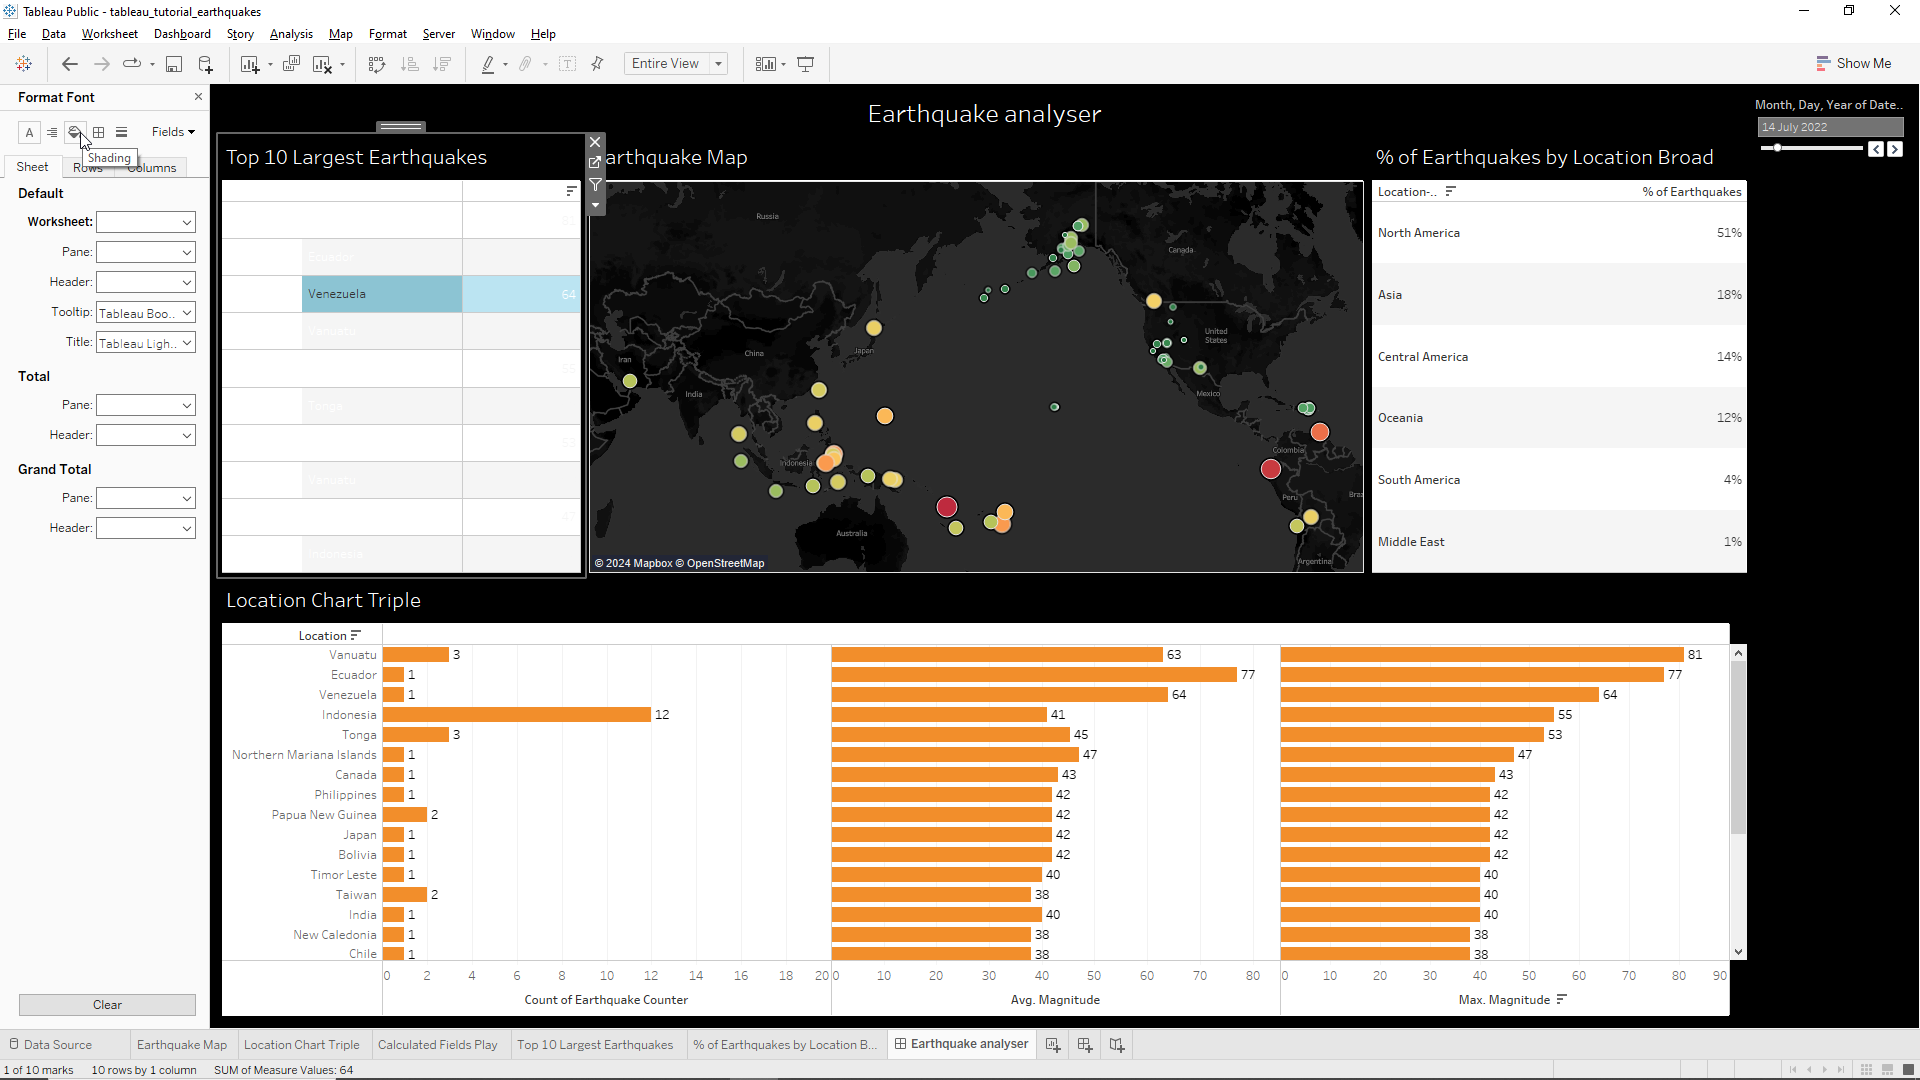 Tableau Public - tableau_tutorial_earthquakes
File Data Worksheet Dashboard Story Analysis Map Format Server Window Help
Entire View
Show Me
Format Font
A Fields
Shading
Sheet Rows Columns
Default
Worksheet:
Pane:
Header:
Tooltip: Tableau Boo..
Title: Tableau Ligh..
Total
Pane:
Header:
Grand Total
Pane:
Header:
Clear
Earthquake analyser
Month, Day, Year of Date..
14 July 2022
Top 10 Largest Earthquakes
Ecuador
Venezuela 64
Vanuatu
55
Tonga
53
Vanuatu
47
Indonesia
arthquake Map
Russia
Canada
United
States
Japan
China
Iran
India
Mexico
Indonesia
Colombia
Peru
Braz
Australia
Argentina
© 2024 Mapbox © OpenStreetMap
% of Earthquakes by Location Broad
Location-.. % of Earthquakes
North America 51%
Asia 18%
Central America 14%
Oceania 12%
South America 4%
Middle East 1%
Location Chart Triple
Location
Vanuatu 3 63 81
Ecuador 1 77 77
Venezuela 1 64 64
Indonesia 12 41 55
Tonga 3 45 53
Northern Mariana Islands 1 47 47
Canada 1 43 43
Philippines 1 42 42
Papua New Guinea 2 42 42
Japan 1 42 42
Bolivia 1 42 42
Timor Leste 1 40 40
Taiwan 2 38 40
India 1 40 40
New Caledonia 1 38 38
Chile 1 38 38
0 2 4 6 8 10 12 14 16 18 20 0 10 20 30 40 50 60 70 80 0 10 20 30 40 50 60 70 80 90
Count of Earthquake Counter Avg. Magnitude Max. Magnitude
Data Source Earthquake Map Location Chart Triple Calculated Fields Play Top 10 Largest Earthquakes % of Earthquakes by Location B... Earthquake analyser
1 of 10 marks 10 rows by 1 column SUM of Measure Values: 64